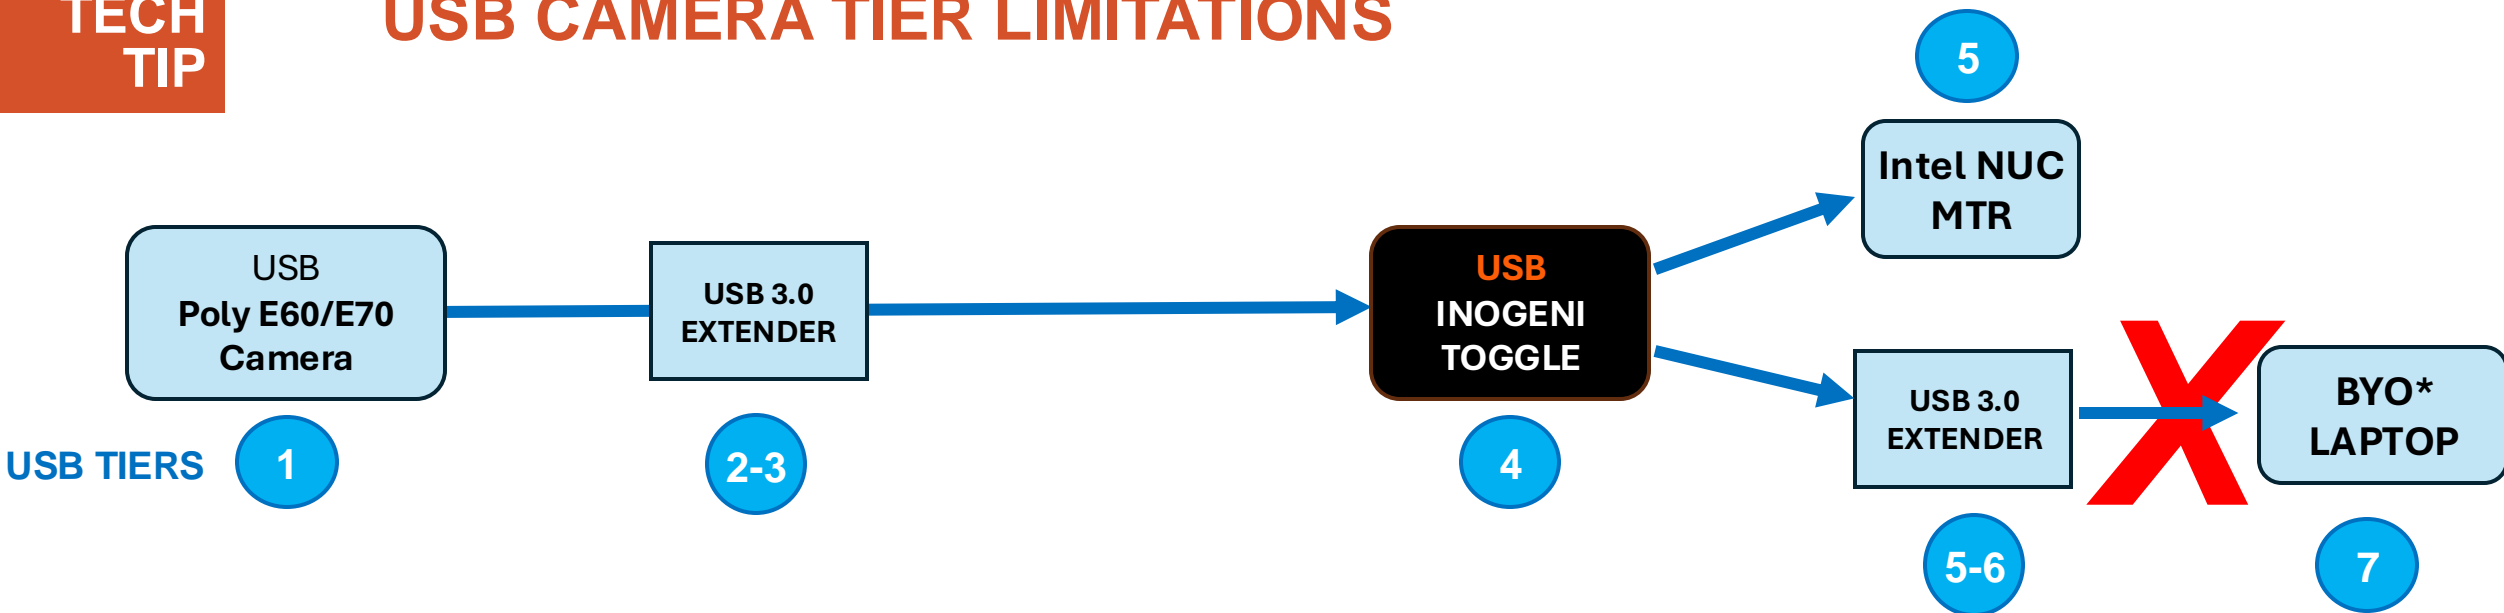 TECH
TIP
USB CAMERA TIER LIMITATIONS
5
Intel NUC
MTR
USB
Poly E60/E70
Camera
USB 3.0
EXTENDER
USB
INOGENI
TOGGLE
USB 3.0
EXTENDER
X
BYO*
LAPTOP
USB TIERS
1
2-3
4
5-6
7